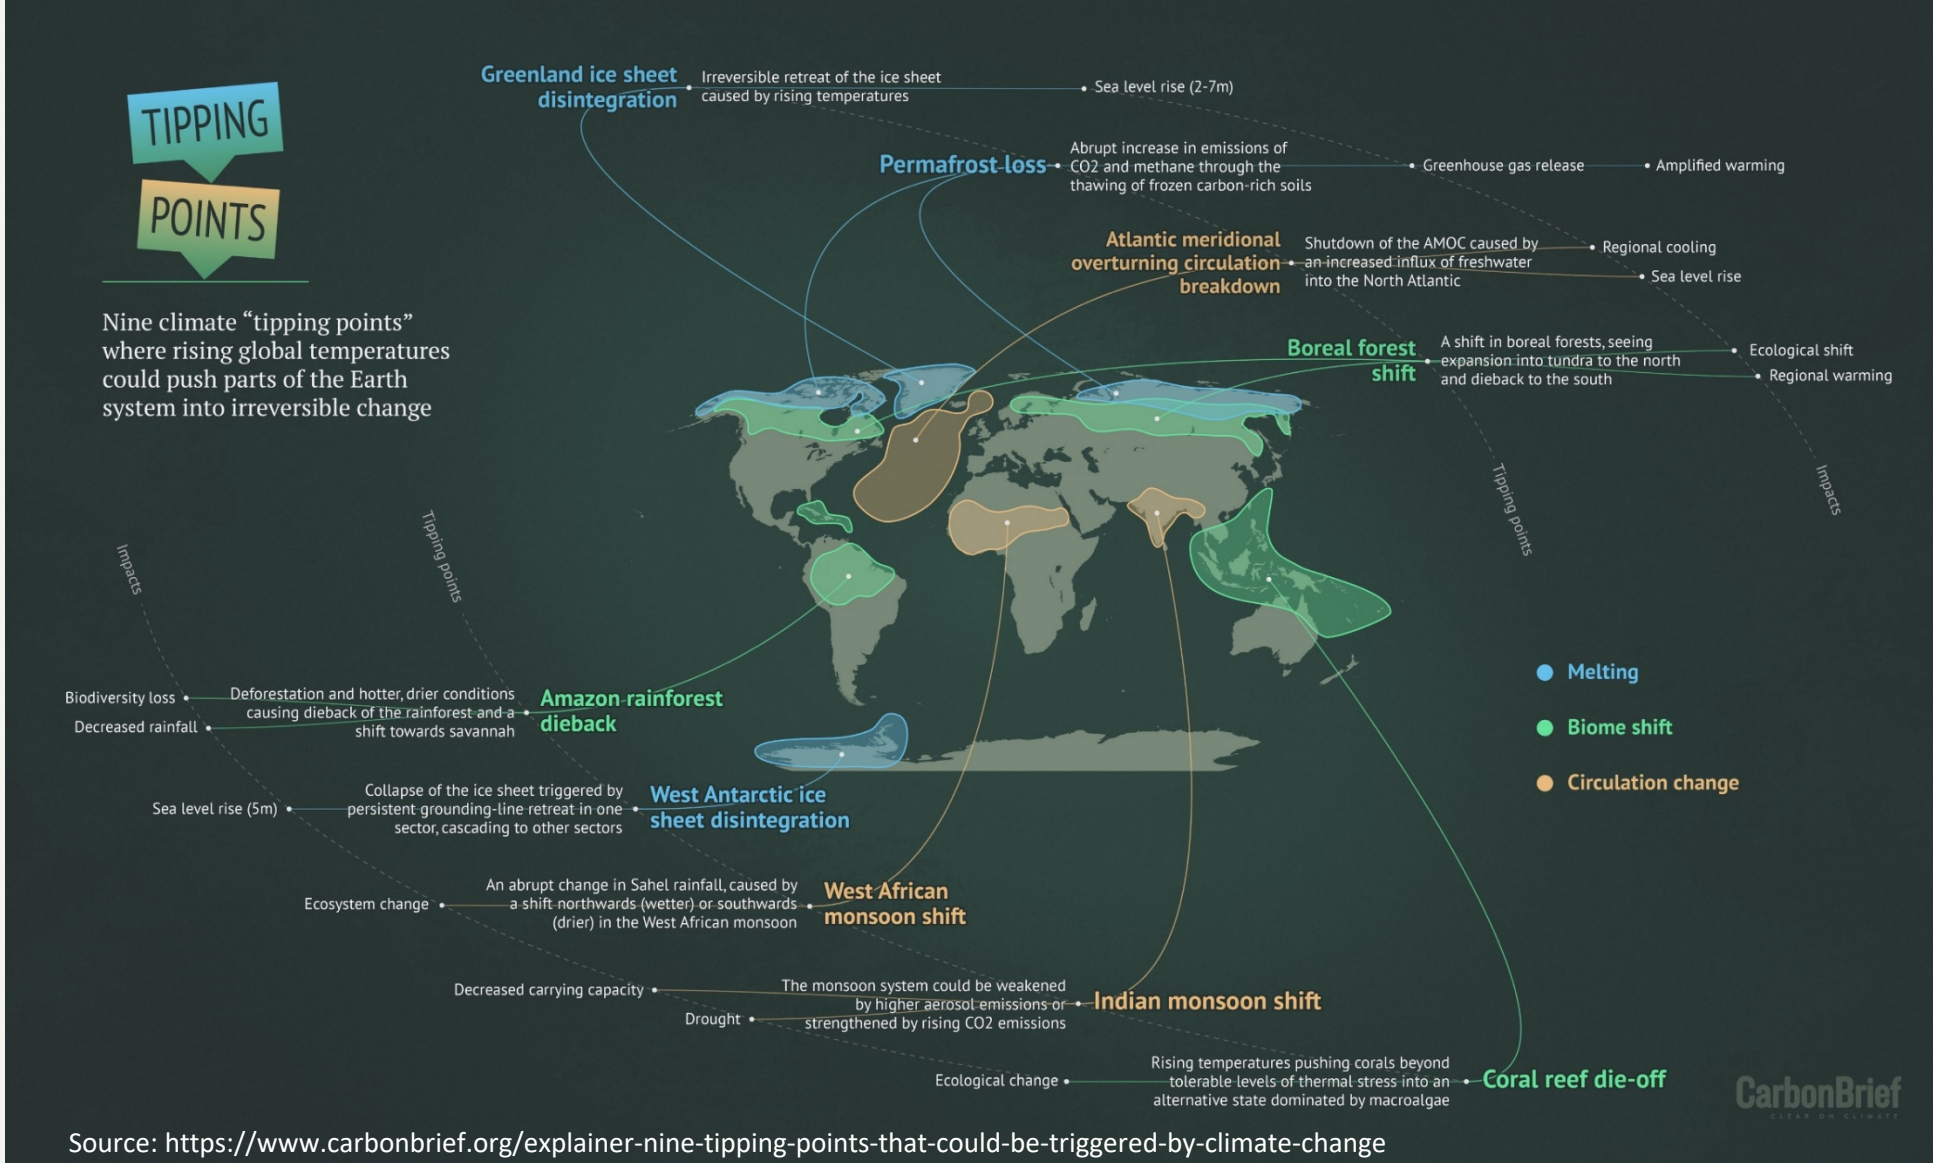 TIPPING
POINTS
Nine climate “tipping points”
where rising global temperatures
could push parts of the Earth
system into irreversible change
Greenland ice sheet
disintegration
Irreversible retreat of the ice sheet
caused by rising temperatures
Sea level rise (2-7m)
Permafrost loss
Abrupt increase in emissions of
CO2 and methane through the
thawing of frozen carbon-rich soils
Greenhouse gas release
Amplified warming
Atlantic meridional
overturning circulation
breakdown
Shutdown of the AMOC caused by
an increased influx of freshwater
into the North Atlantic
Regional cooling
Sea level rise
Boreal forest
shift
A shift in boreal forests, seeing
expansion into tundra to the north
and dieback to the south
Ecological shift
Regional warming
Tipping points
Impacts
Impacts
Tipping points
Biodiversity loss
Decreased rainfall
Deforestation and hotter, drier conditions
causing dieback of the rainforest and a
shift towards savannah
Amazon rainforest
dieback
Sea level rise (5m)
Collapse of the ice sheet triggered by
persistent grounding-line retreat in one
sector, cascading to other sectors
West Antarctic ice
sheet disintegration
Ecosystem change
An abrupt change in Sahel rainfall, caused by
a shift northwards (wetter) or southwards
(drier) in the West African monsoon
West African
monsoon shift
Decreased carrying capacity
Drought
The monsoon system could be weakened
by higher aerosol emissions or
strengthened by rising CO2 emissions
Indian monsoon shift
Ecological change
Rising temperatures pushing corals beyond
tolerable levels of thermal stress into an
alternative state dominated by macroalgae
Coral reef die-off
Melting
Biome shift
Circulation change
CarbonBrief
CLEAR ON CLIMATE
Source: https://www.carbonbrief.org/explainer-nine-tipping-points-that-could-be-triggered-by-climate-change